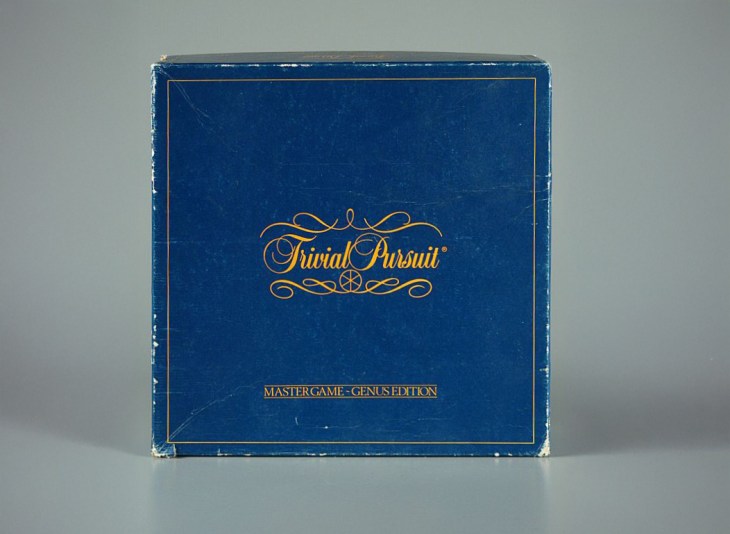 Trivial Pursuit®
MASTER GAME - GENUS EDITION